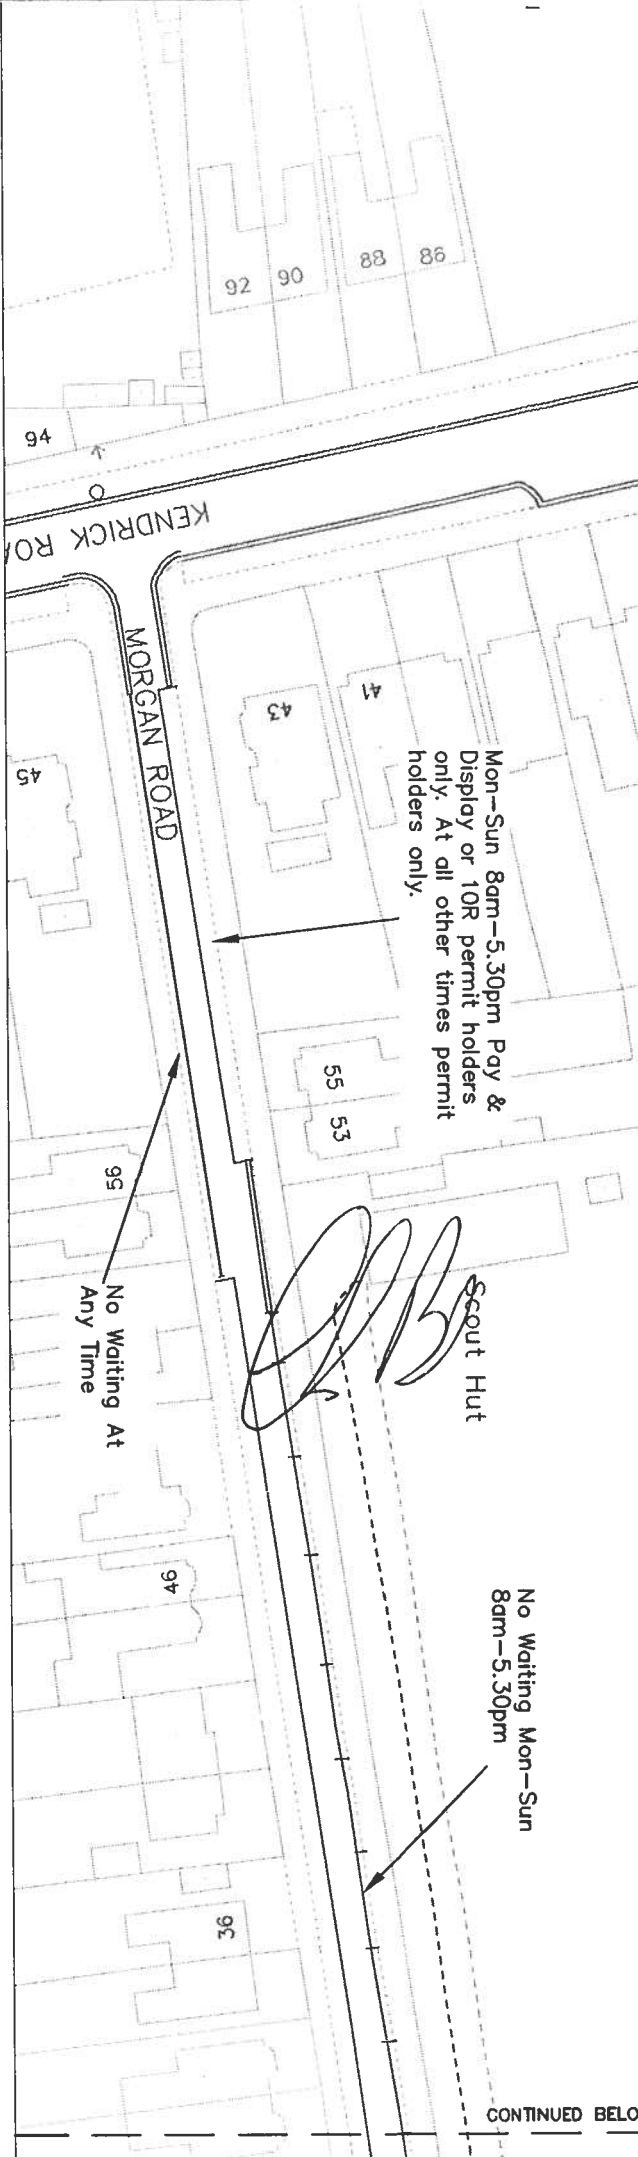 92
90
88
86
94
KENDRICK ROA
MORGAN ROAD
43
41
45
Mon-Sun 8am-5.30pm Pay &
Display or 10R permit holders
only. At all other times permit
holders only.
55
53
56
No Waiting At
Any Time
Scout Hut
46
No Waiting Mon-Sun
8am-5.30pm
36
CONTINUED BELO